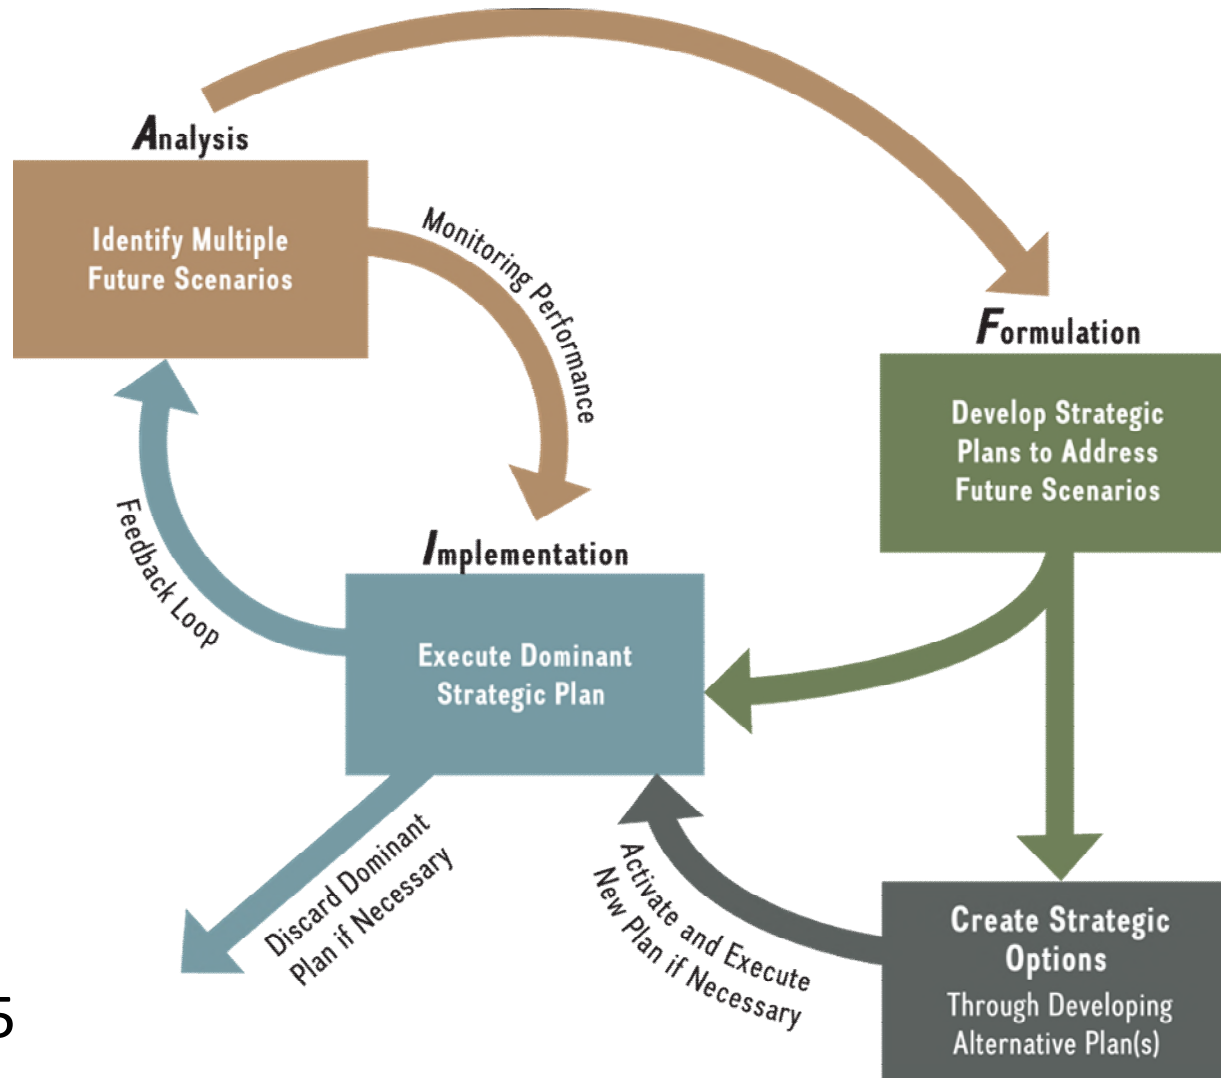 Analysis
Identify Multiple
Future Scenarios
Monitoring Performance
Formulation
Develop Strategic
Plans to Address
Future Scenarios
Feedback Loop
Implementation
Execute Dominant
Strategic Plan
Discard Dominant
Plan if Necessary
Activate and Execute
New Plan if Necessary
Create Strategic
Options
Through Developing
Alternative Plan(s)
5